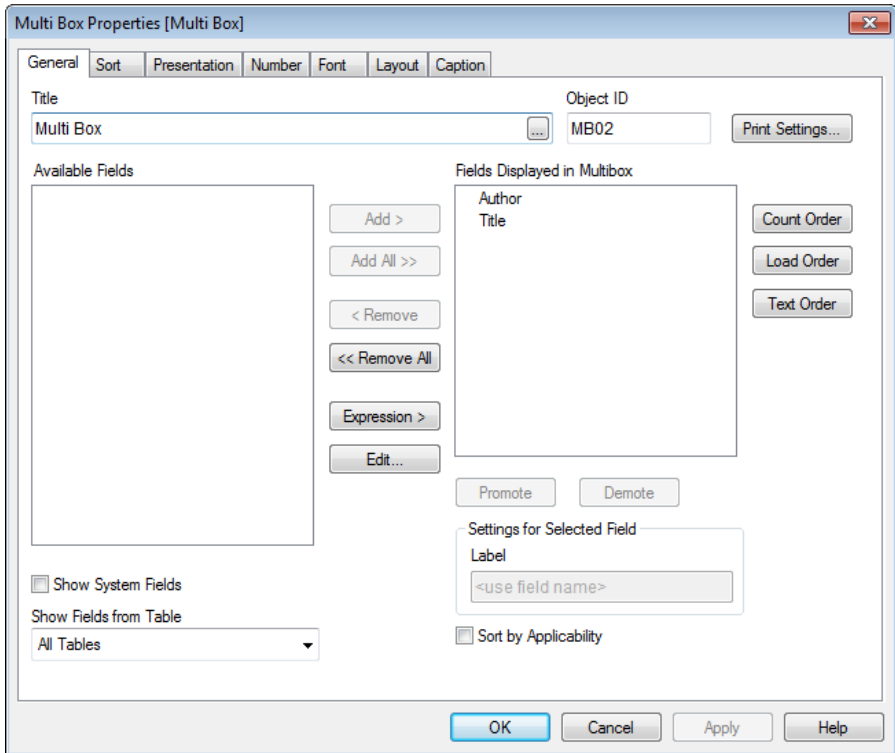 Multi Box Properties [Multi Box]
General Sort Presentation Number Font Layout Caption
Title
Object ID
Multi Box
...
MB02
Print Settings...
Available Fields
Fields Displayed in Multibox
Author
Title
Add >
Add All >>
< Remove
<< Remove All
Expression >
Edit...
Count Order
Load Order
Text Order
Promote
Demote
Settings for Selected Field
Label
<use field name>
Show System Fields
Show Fields from Table
All Tables
Sort by Applicability
OK
Cancel
Apply
Help